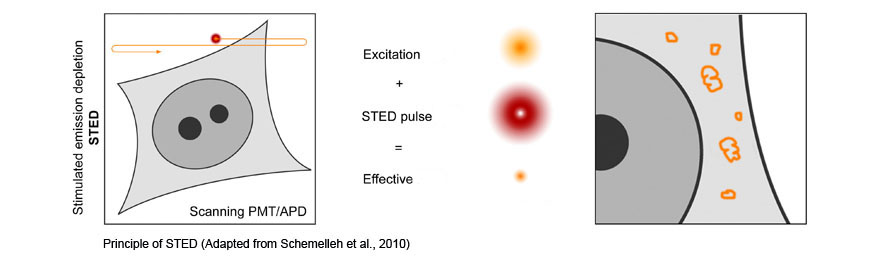 Stimulated emission depletion
STED
Scanning PMT/APD
Excitation
+
STED pulse
=
Effective
Principle of STED (Adapted from Schemelleh et al., 2010)